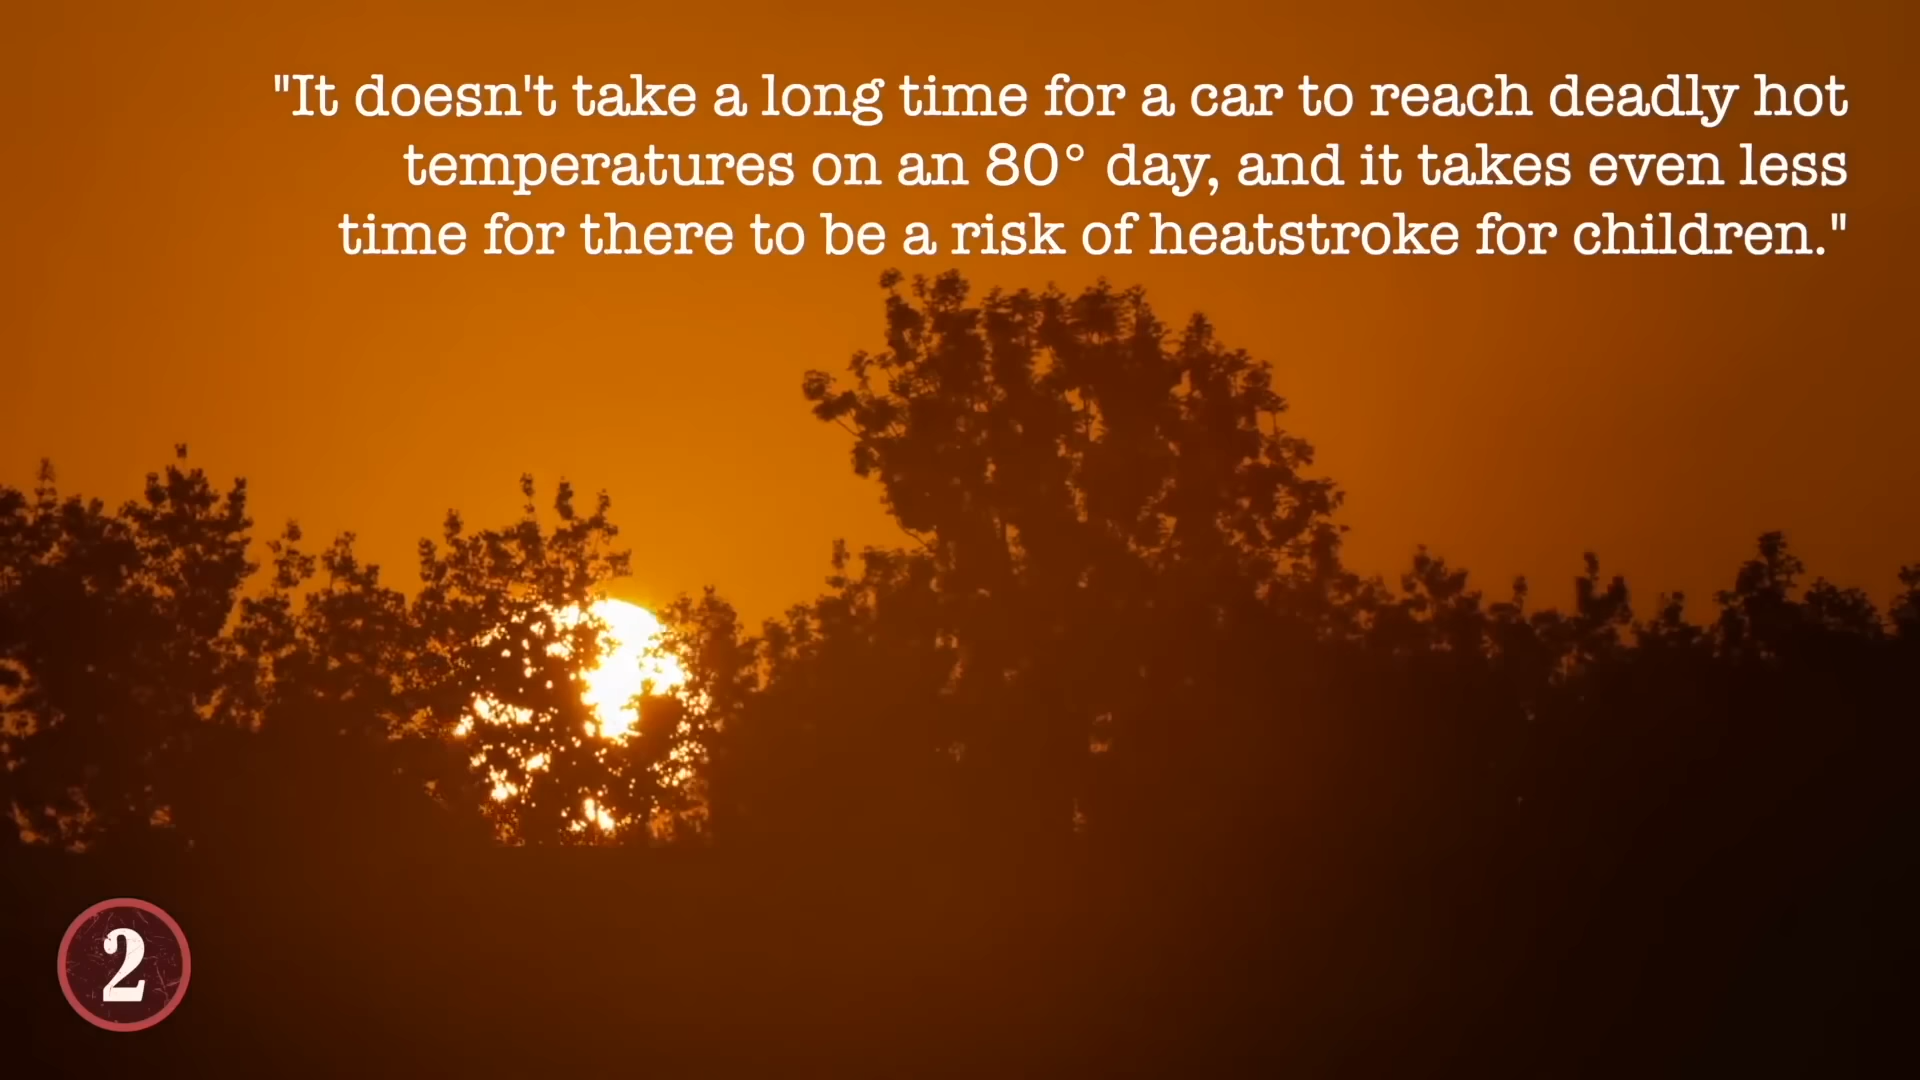 "It doesn't take a long time for a car to reach deadly hot
temperatures on an 80° day, and it takes even less
time for there to be a risk of heatstroke for children."
2